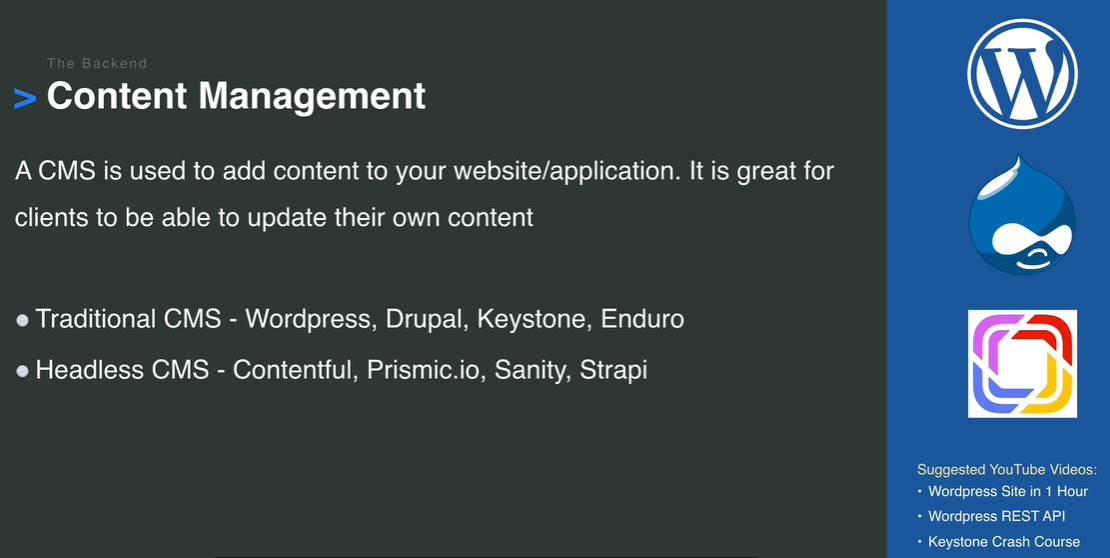 The Backend
> Content Management
A CMS is used to add content to your website/application. It is great for
clients to be able to update their own content
• Traditional CMS - Wordpress, Drupal, Keystone, Enduro
• Headless CMS - Contentful, Prismic.io, Sanity, Strapi
Suggested YouTube Videos:
• Wordpress Site in 1 Hour
• Wordpress REST API
• Keystone Crash Course